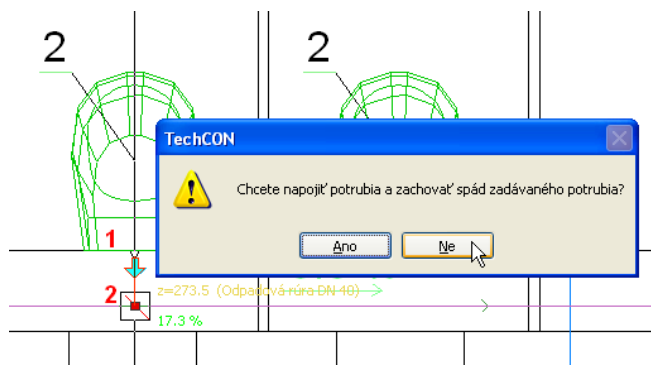 2
2
TechCON
Chcete napojiť potrubia a zachovať spád zadávaného potrubia?
Ano
Ne
1
2
z=273.5 (Odpadová rúra DN 40)
17.3 %